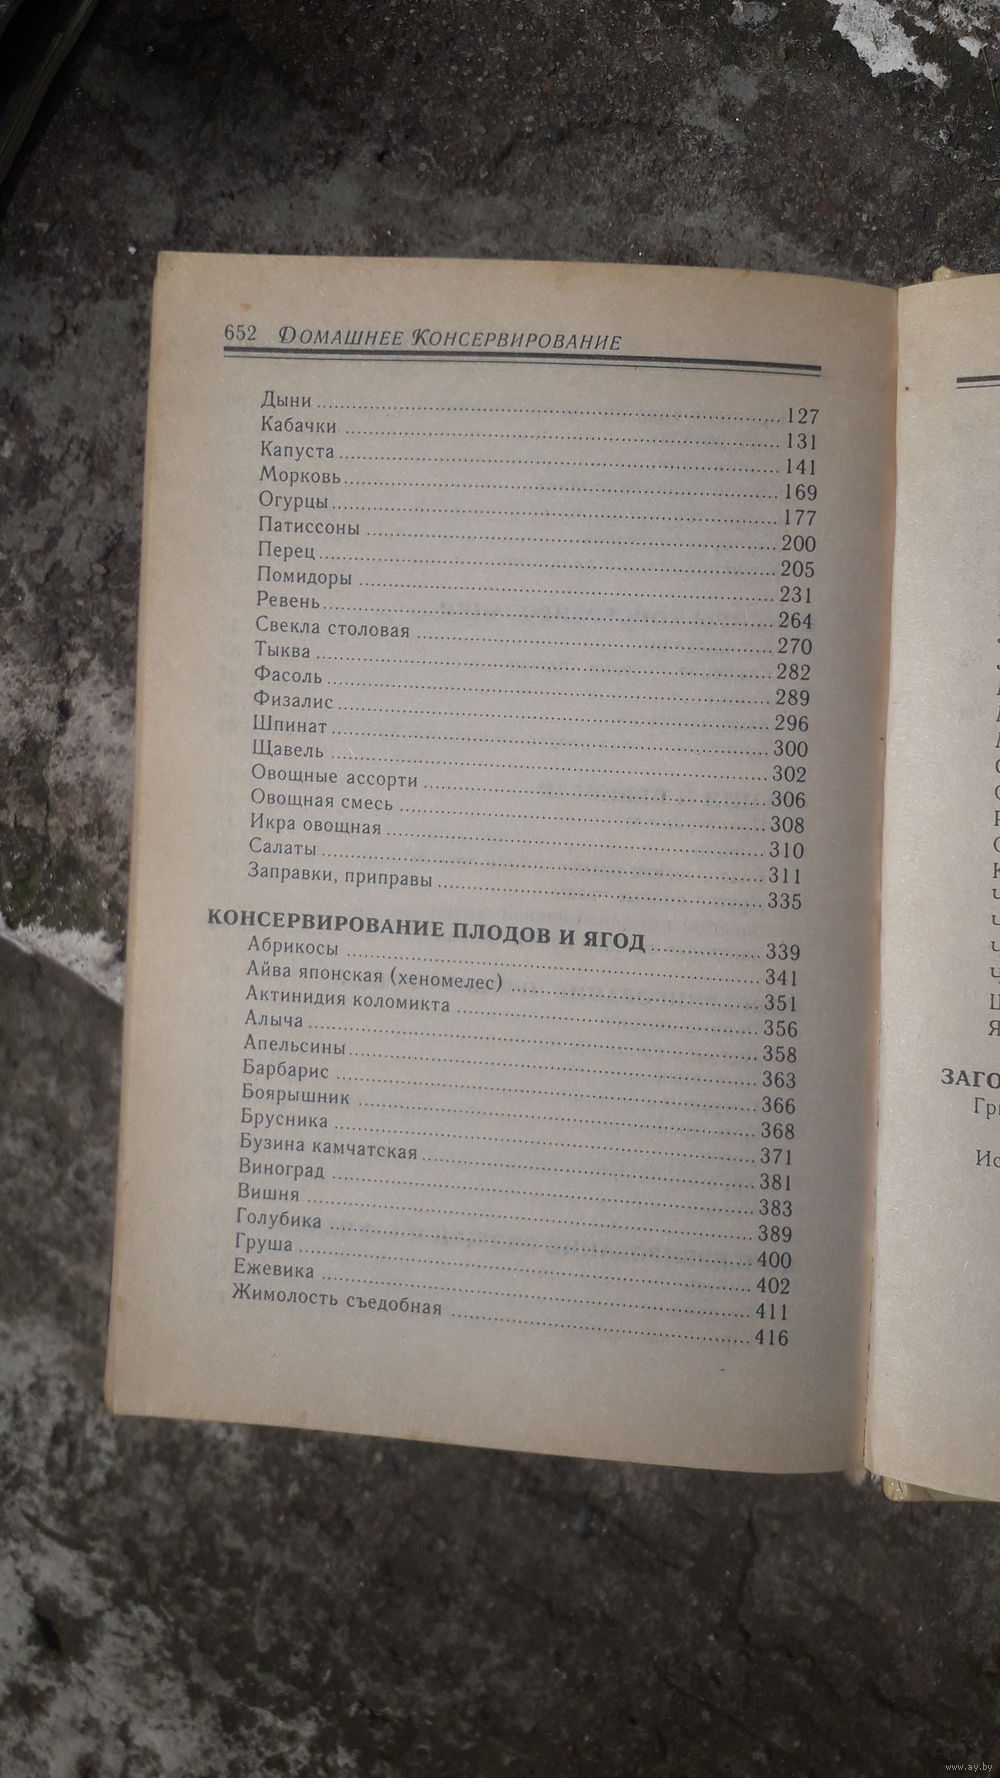 652 Домашнее Консервирование
Дыни 127
Кабачки 131
Капуста 141
Морковь 169
Огурцы 177
Патиссоны 200
Перец 205
Помидоры 231
Ревень 264
Свекла столовая 270
Тыква 282
Фасоль 289
Физалис 296
Шпинат 300
Щавель 302
Овощные ассорти 306
Овощная смесь 308
Икра овощная 310
Салаты 311
Заправки, приправы 335
КОНСЕРВИРОВАНИЕ ПЛОДОВ И ЯГОД 339
Абрикосы 341
Айва японская (хеномелес) 351
Актинидия коломикта 356
Алыча 358
Апельсины 363
Барбарис 366
Боярышник 368
Брусника 371
Бузина камчатская 381
Виноград 383
Вишня 389
Голубика 400
Груша 402
Ежевика 411
Жимолость съедобная 416
ЗАГО
Ис
www.ay.by